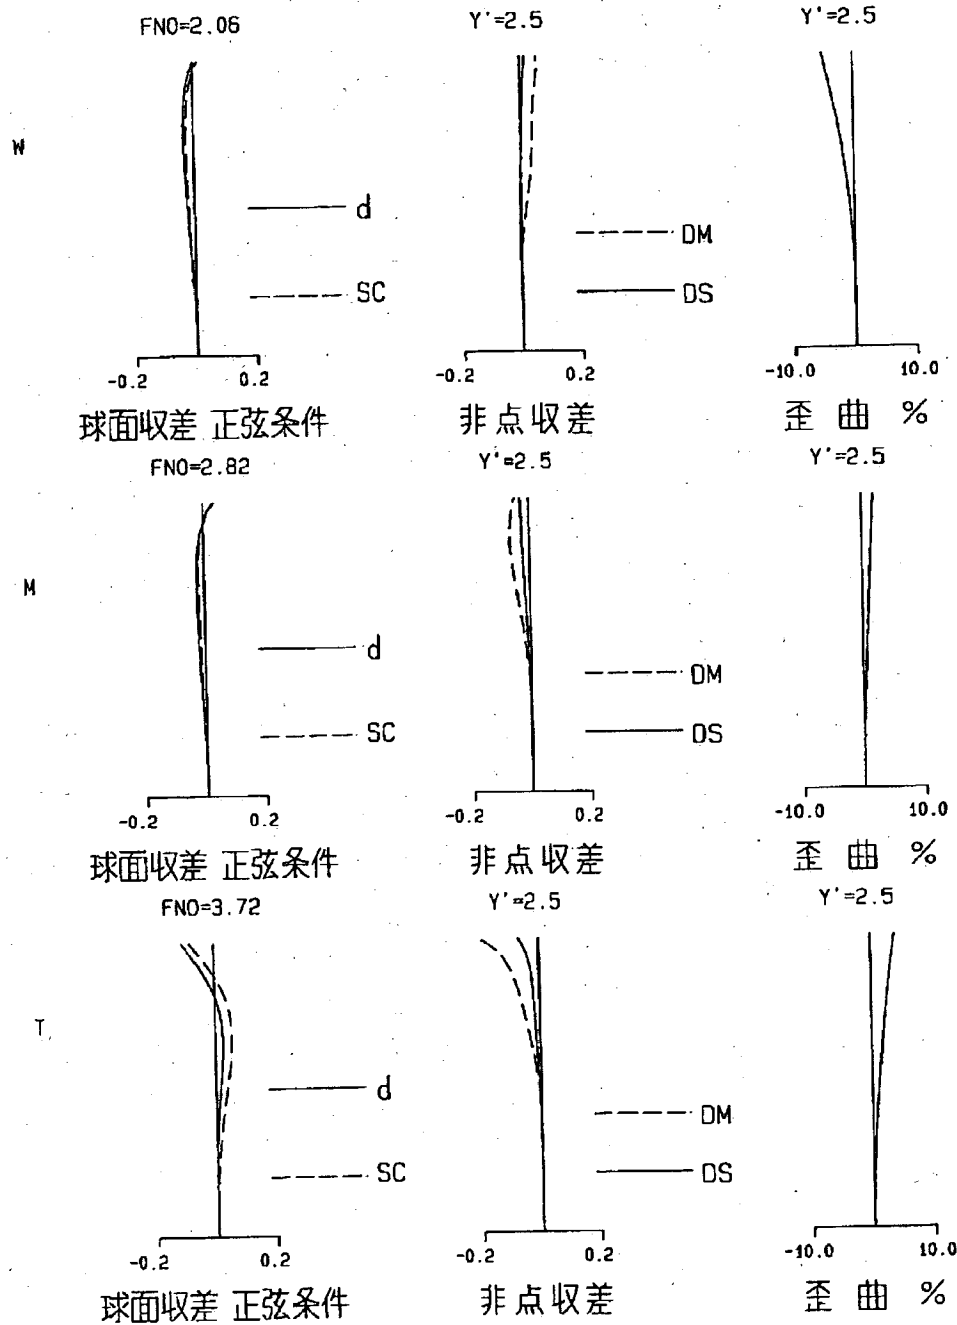 FNO=2.06 Y'=2.5 Y'=2.5
W
d
DM
SC
DS
-0.2 0.2 -0.2 0.2 -10.0 10.0
球面収差 正弦条件 非点収差 歪曲 %
FNO=2.82 Y'=2.5 Y'=2.5
M
d
DM
SC
DS
-0.2 0.2 -0.2 0.2 -10.0 10.0
球面収差 正弦条件 非点収差 歪曲 %
FNO=3.72 Y'=2.5 Y'=2.5
T
d
DM
SC
DS
-0.2 0.2 -0.2 0.2 -10.0 10.0
球面収差 正弦条件 非点収差 歪曲 %